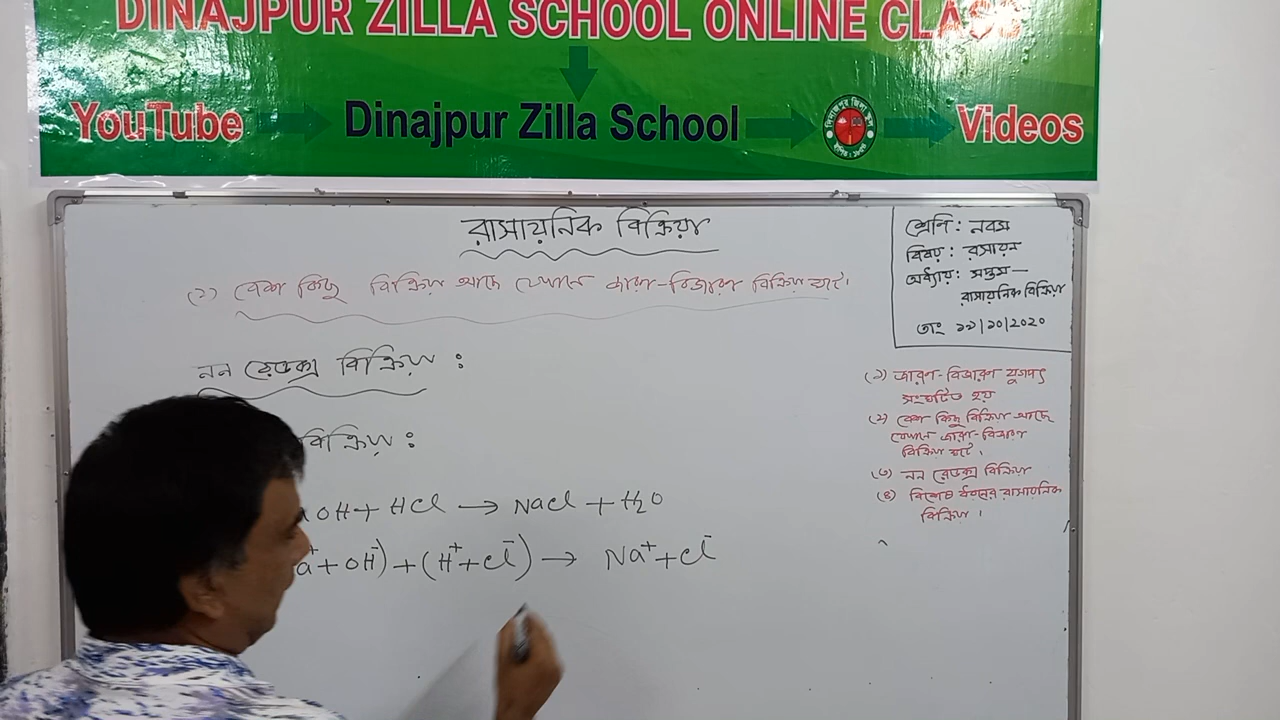 DINAJPUR ZILLA SCHOOL ONLINE CLASS
YouTube Dinajpur Zilla School Videos
রাসায়নিক বিক্রিয়া
(২) বেশ কিছু বিক্রিয়া আছে যেখানে জারণ-বিজারণ বিক্রিয়া ঘটে।
নন রেডক্স বিক্রিয়া :
বিক্রিয়া :
OH + HCl → NaCl + H2O
a+ + OH-) + (H+ + Cl-) → Na+ + Cl-
শ্রেণি : নবম
বিষয় : রসায়ন
অধ্যায় : সপ্তম—
রাসায়নিক বিক্রিয়া
তাং ১১/১০/২০২০
(১) জারণ-বিজারণ যুগপৎ
সংঘটিত হয়
(২) বেশ কিছু বিক্রিয়া আছে
যেখানে জারণ-বিজারণ
বিক্রিয়া ঘটে।
(৩) নন রেডক্স বিক্রিয়া
(৪) বিশেষ ধরনের রাসায়নিক
বিক্রিয়া।